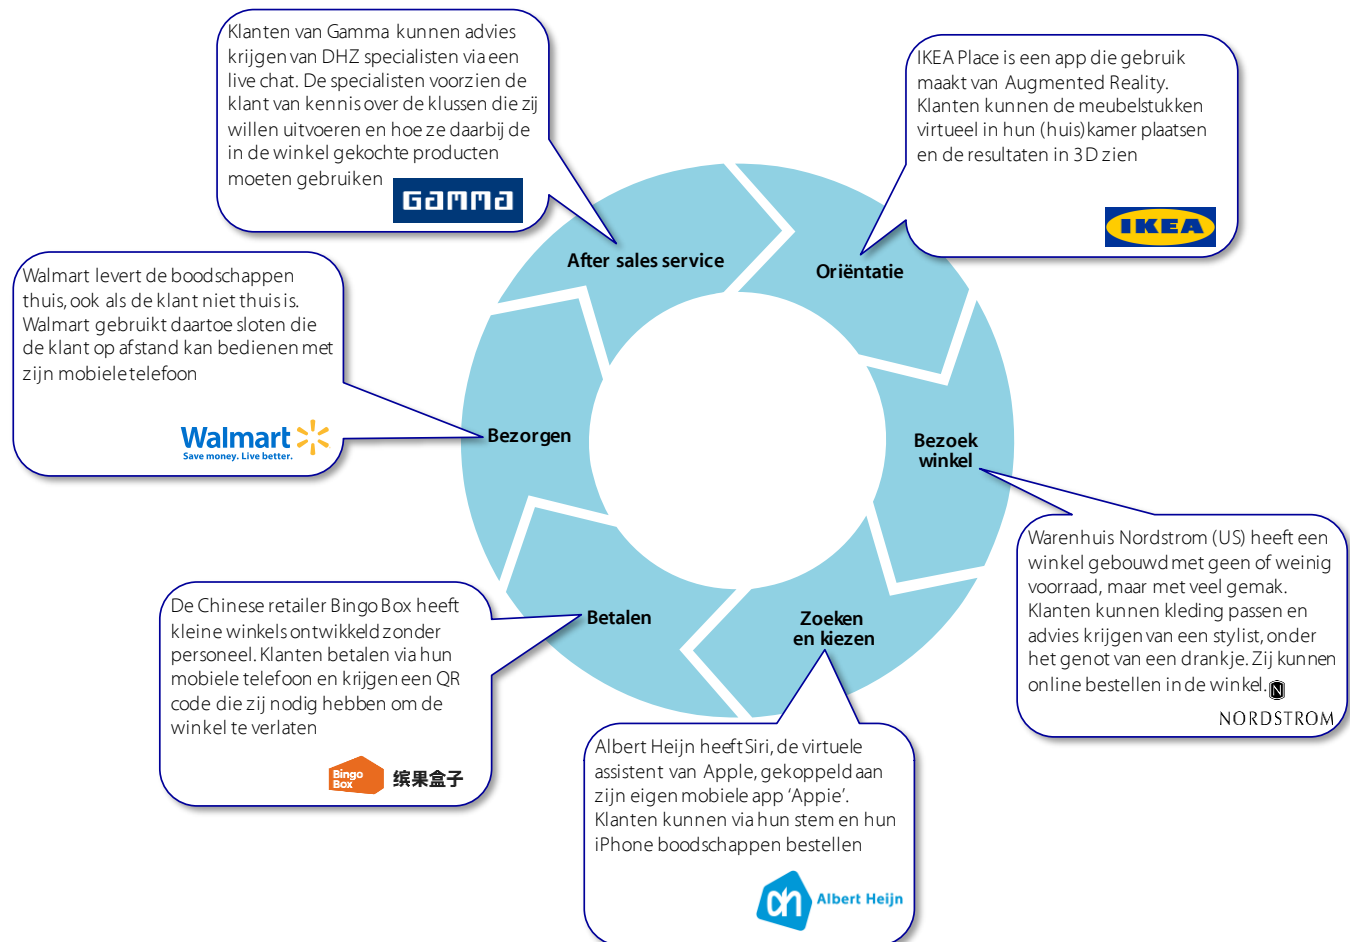 Klanten van Gamma kunnen advies
krijgen van DHZ specialisten via een
live chat. De specialisten voorzien de
klant van kennis over de klussen die zij
willen uitvoeren en hoe ze daarbij de
in de winkel gekochte producten
moeten gebruiken
GAMMA
IKEA Place is een app die gebruik
maakt van Augmented Reality.
Klanten kunnen de meubelstukken
virtueel in hun (huis)kamer plaatsen
en de resultaten in 3D zien
IKEA
After sales service
Oriëntatie
Walmart levert de boodschappen
thuis, ook als de klant niet thuis is.
Walmart gebruikt daartoe sloten die
de klant op afstand kan bedienen met
zijn mobiele telefoon
Walmart
Save money. Live better.
Bezorgen
Bezoek
winkel
Warenhuis Nordstrom (US) heeft een
winkel gebouwd met geen of weinig
voorraad, maar met veel gemak.
Klanten kunnen kleding passen en
advies krijgen van een stylist, onder
het genot van een drankje. Zij kunnen
online bestellen in de winkel.
N
NORDSTROM
De Chinese retailer Bingo Box heeft
kleine winkels ontwikkeld zonder
personeel. Klanten betalen via hun
mobiele telefoon en krijgen een QR
code die zij nodig hebben om de
winkel te verlaten
Bingo
Box
缤果盒子
Betalen
Zoeken
en kiezen
Albert Heijn heeft Siri, de virtuele
assistent van Apple, gekoppeld aan
zijn eigen mobiele app ‘Appie’.
Klanten kunnen via hun stem en hun
iPhone boodschappen bestellen
ah
Albert Heijn